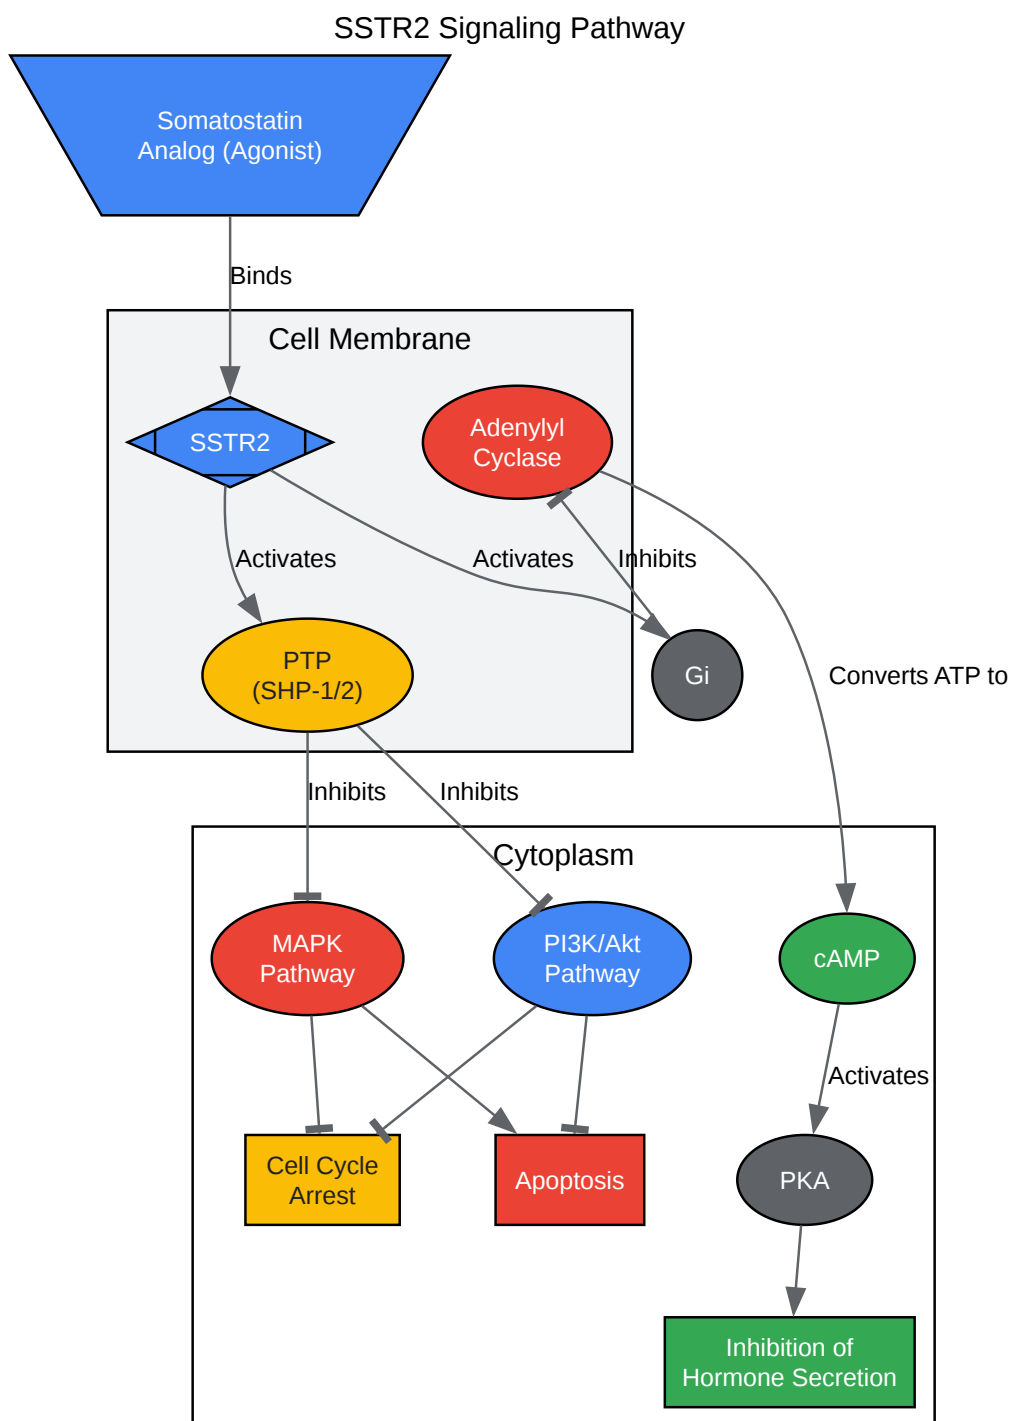 SSTR2 Signaling Pathway
Somatostatin
Analog (Agonist)
Binds
Cell Membrane
SSTR2
Adenylyl
Cyclase
Activates
Activates
Inhibits
PTP
(SHP-1/2)
Gi
Converts ATP to
Inhibits
Inhibits
Cytoplasm
MAPK
Pathway
PI3K/Akt
Pathway
cAMP
Activates
Cell Cycle
Arrest
Apoptosis
PKA
Inhibition of
Hormone Secretion